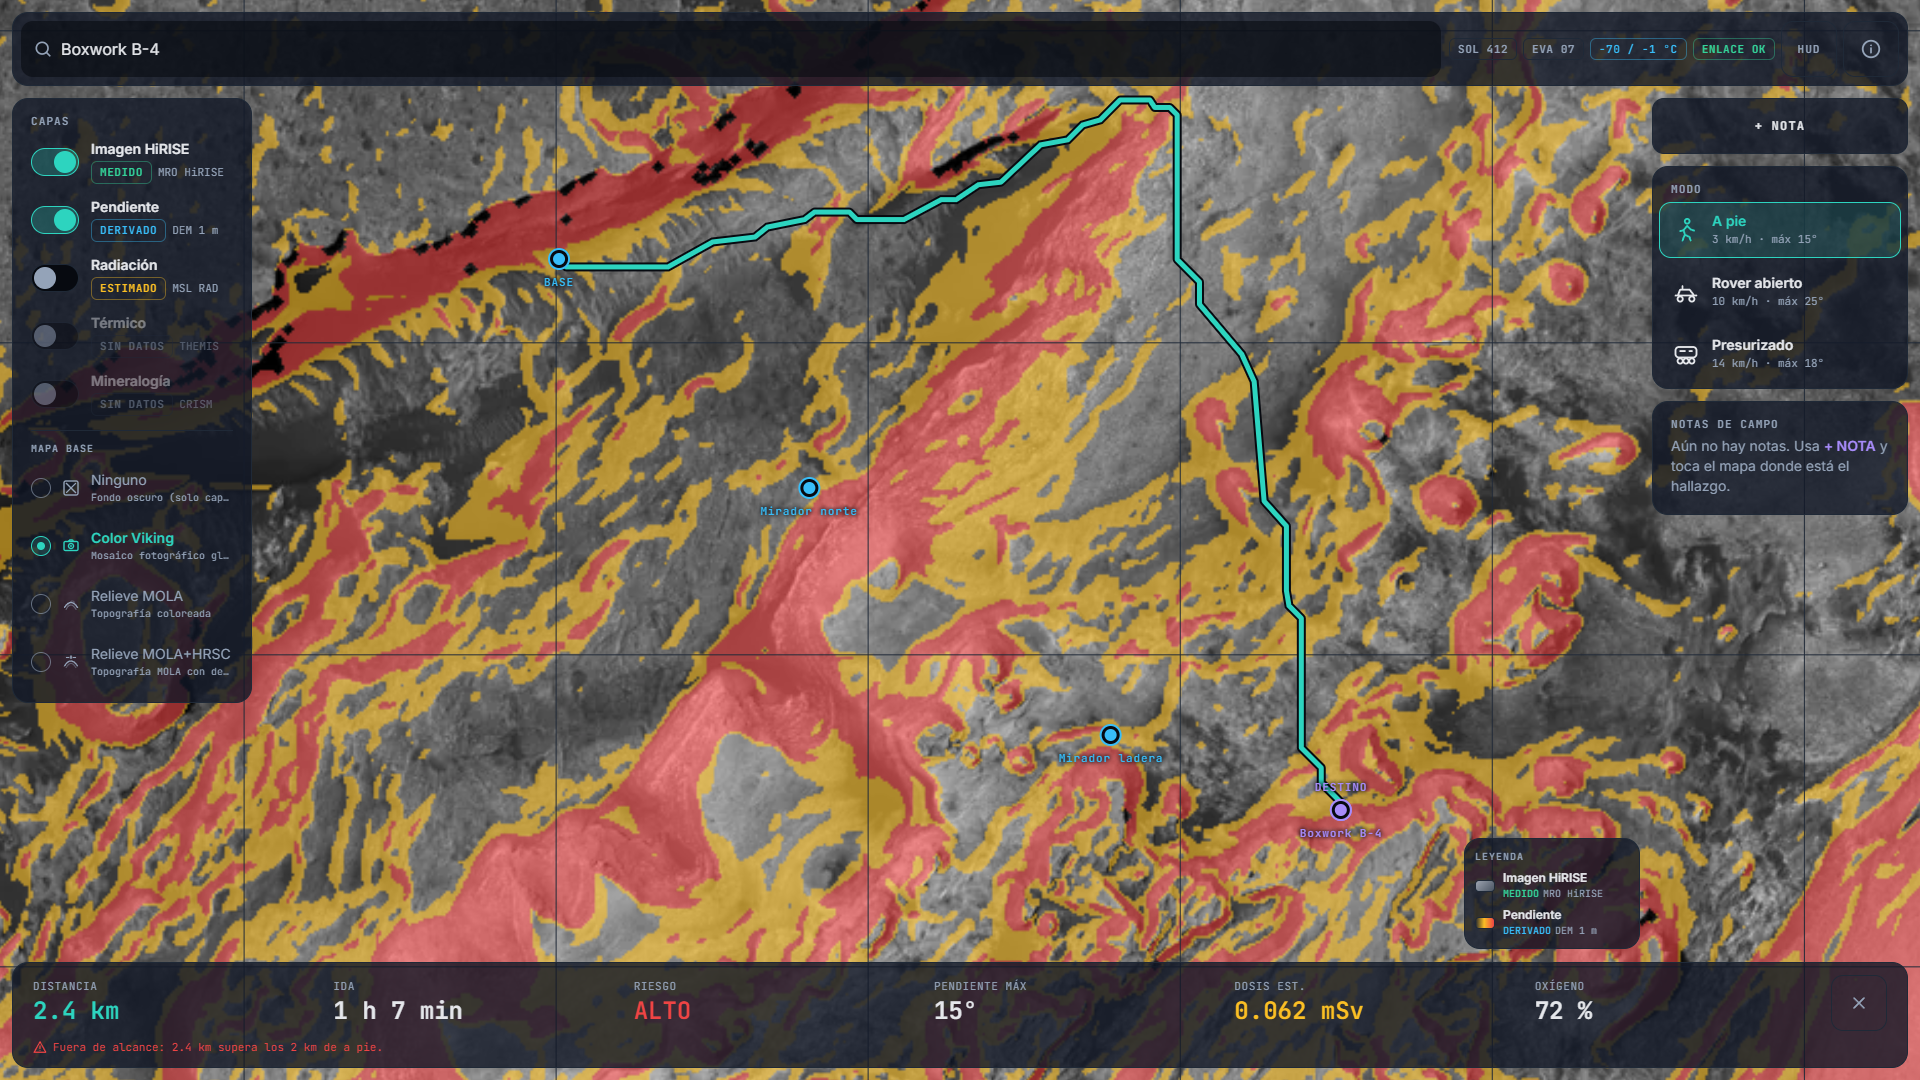 Boxwork B-4
SOL 412
EVA 07
-70 / -1 °C
ENLACE OK
HUD
CAPAS
Imagen HiRISE
MEDIDO MRO HiRISE
Pendiente
DERIVADO DEM 1 m
Radiación
ESTIMADO MSL RAD
Térmico
SIN DATOS THEMIS
Mineralogía
SIN DATOS CRISM
MAPA BASE
Ninguno
Fondo oscuro (solo cap…
Color Viking
Mosaico fotográfico gl…
Relieve MOLA
Topografía coloreada
Relieve MOLA+HRSC
Topografía MOLA con de…
BASE
Mirador norte
Mirador ladera
DESTINO
Boxwork B-4
+ NOTA
MODO
A pie
3 km/h · máx 15°
Rover abierto
10 km/h · máx 25°
Presurizado
14 km/h · máx 18°
NOTAS DE CAMPO
Aún no hay notas. Usa + NOTA y
toca el mapa donde está el
hallazgo.
LEYENDA
Imagen HiRISE
MEDIDO MRO HiRISE
Pendiente
DERIVADO DEM 1 m
DISTANCIA
2.4 km
IDA
1 h 7 min
RIESGO
ALTO
PENDIENTE MÁX
15°
DOSIS EST.
0.062 mSv
OXÍGENO
72 %
Fuera de alcance: 2.4 km supera los 2 km de a pie.